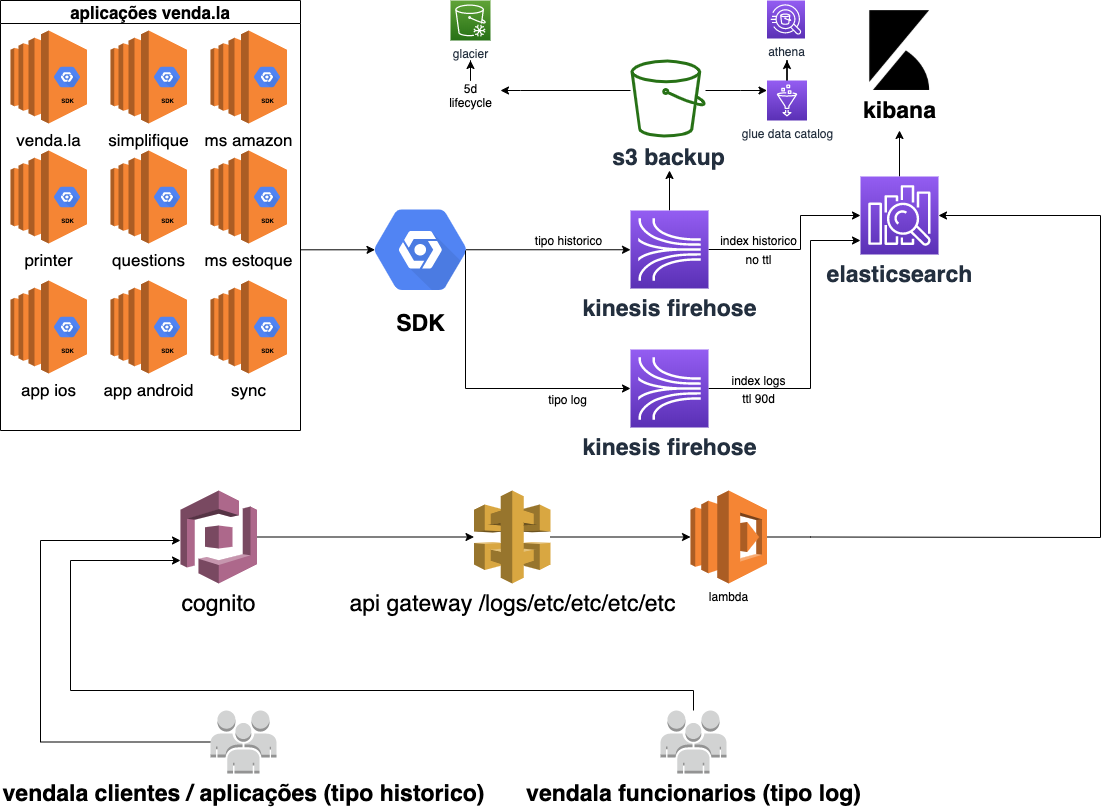 aplicações venda.la
SDK
SDK
SDK
venda.la
simplifique
ms amazon
SDK
SDK
SDK
printer
questions
ms estoque
SDK
SDK
SDK
app ios
app android
sync
glacier
5d
lifecycle
s3 backup
athena
glue data catalog
kibana
SDK
tipo historico
kinesis firehose
index historico
no ttl
elasticsearch
tipo log
kinesis firehose
index logs
ttl 90d
cognito
api gateway /logs/etc/etc/etc/etc
lambda
vendala clientes / aplicações (tipo historico)
vendala funcionarios (tipo log)